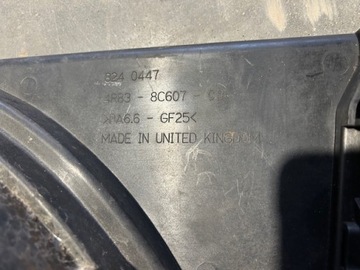 824 0447
4R83 - 8C607 -
>PA6.6 - GF25<
MADE IN UNITED KINGDOM